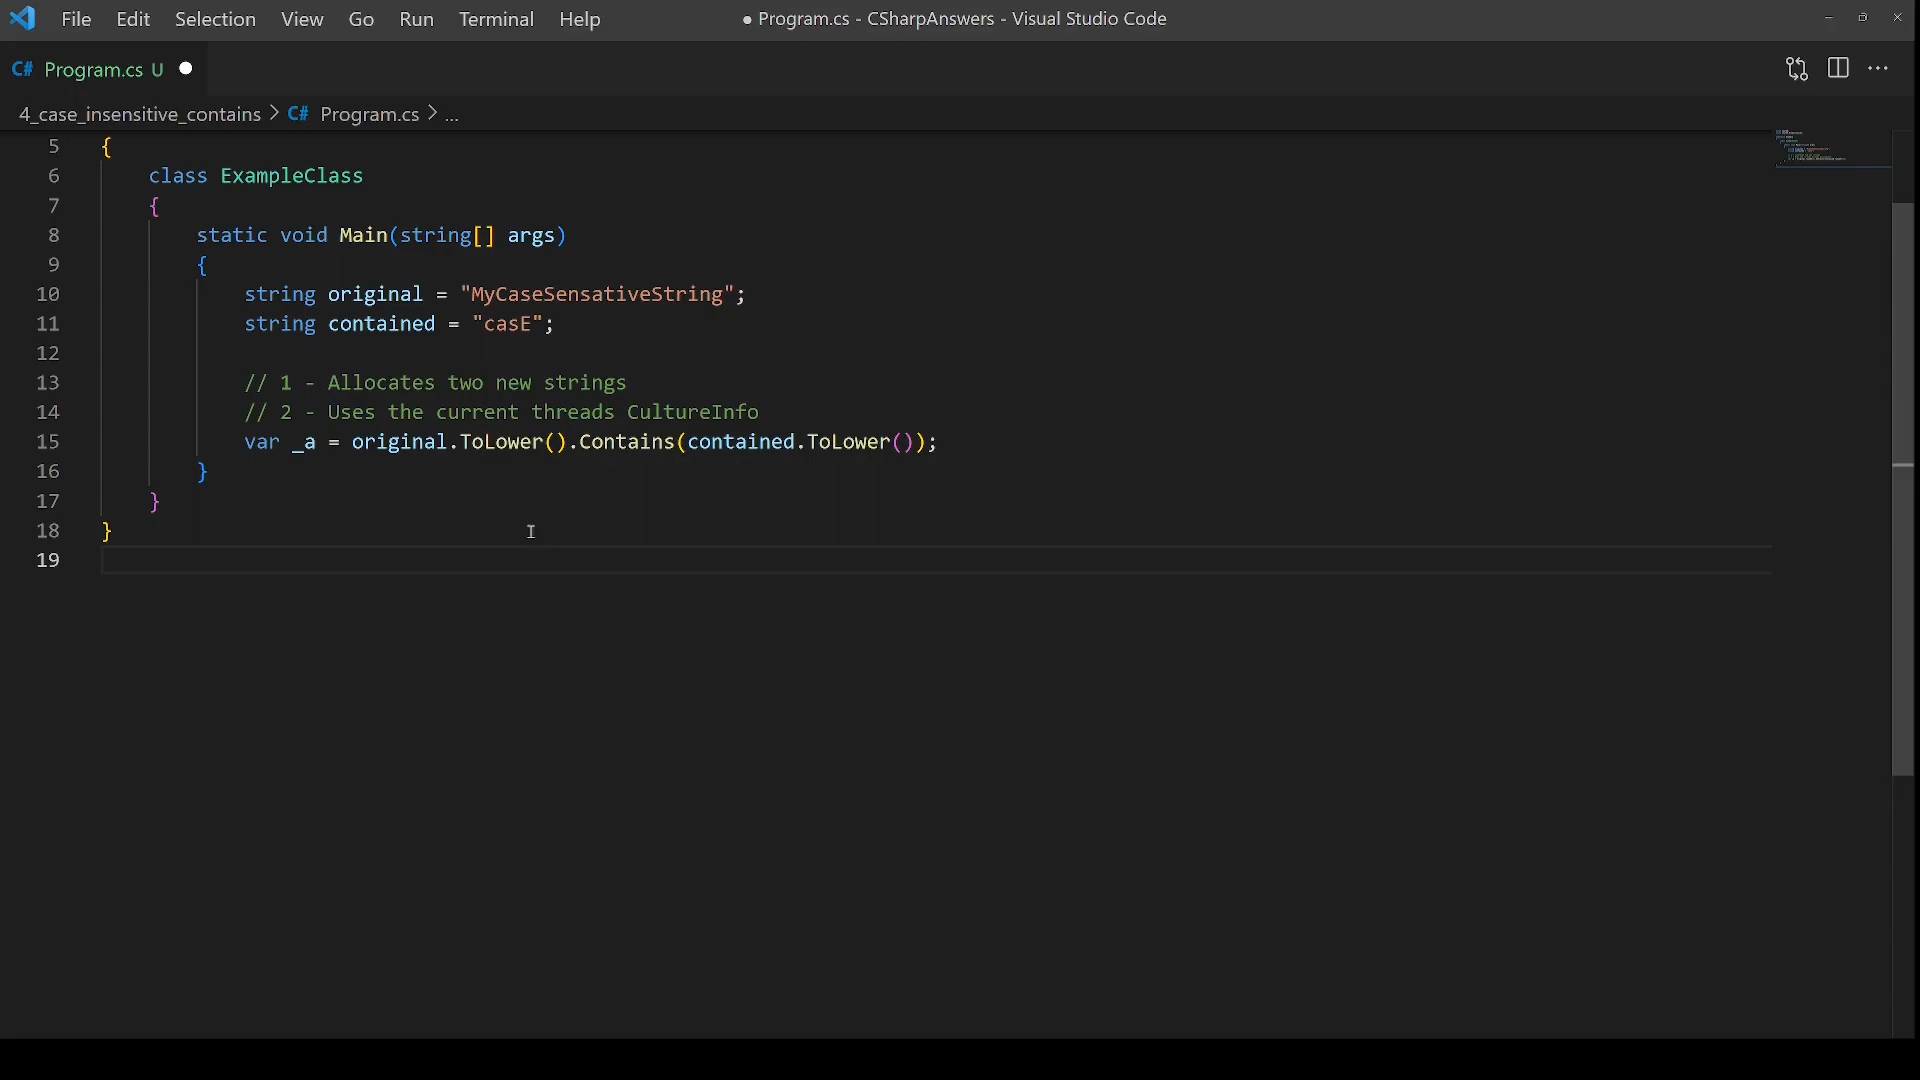 File Edit Selection View Go Run Terminal Help ● Program.cs - CSharpAnswers - Visual Studio Code
C# Program.cs U
4_case_insensitive_contains > C# Program.cs > ...
5 {
6 class ExampleClass
7 {
8 static void Main(string[] args)
9 {
10 string original = "MyCaseSensativeString";
11 string contained = "casE";
12
13 // 1 - Allocates two new strings
14 // 2 - Uses the current threads CultureInfo
15 var _a = original.ToLower().Contains(contained.ToLower());
16 }
17 }
18 }
19